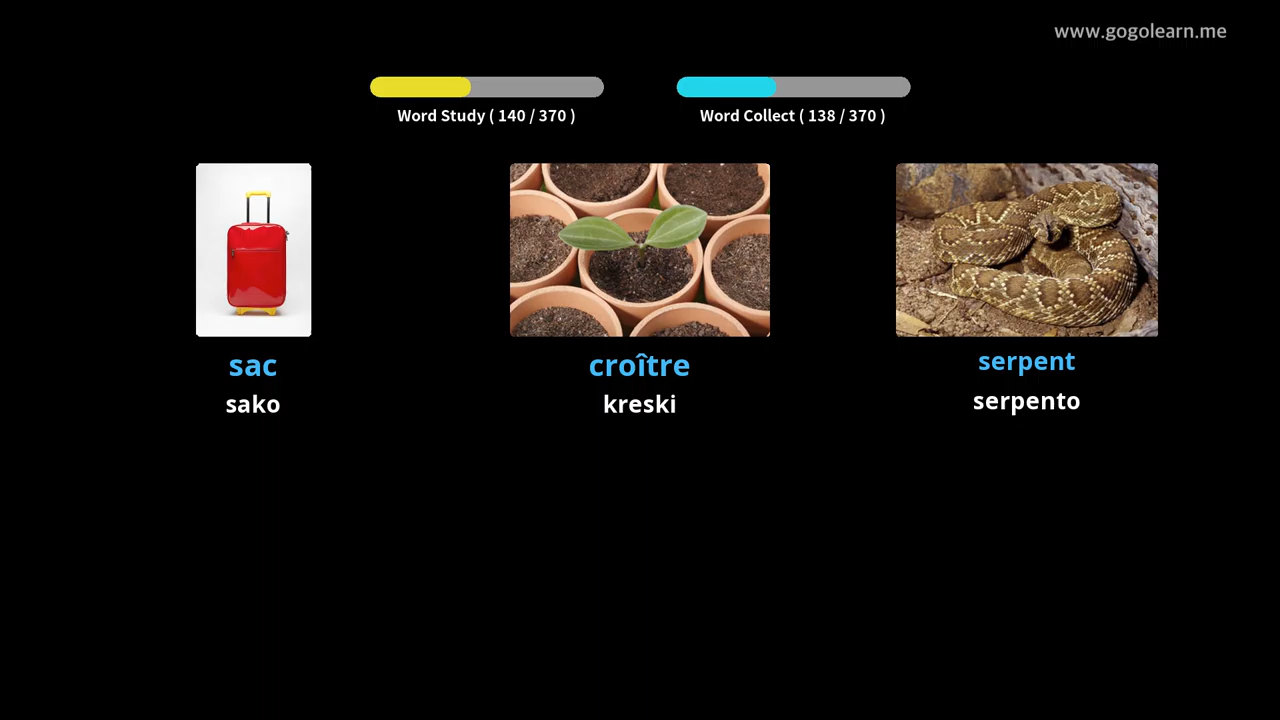 www.gogolearn.me
Word Study ( 140 / 370 )
Word Collect ( 138 / 370 )
sac
sako
croître
kreski
serpent
serpento